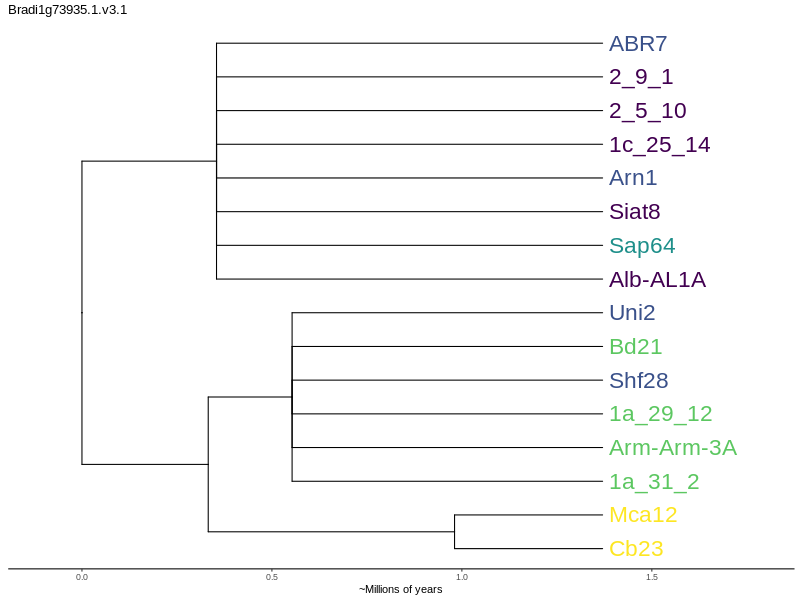 Bradi1g73935.1.v3.1
ABR7
2_9_1
2_5_10
1c_25_14
Arn1
Siat8
Sap64
Alb-AL1A
Uni2
Bd21
Shf28
1a_29_12
Arm-Arm-3A
1a_31_2
Mca12
Cb23
0.0 0.5 1.0 1.5
~Millions of years